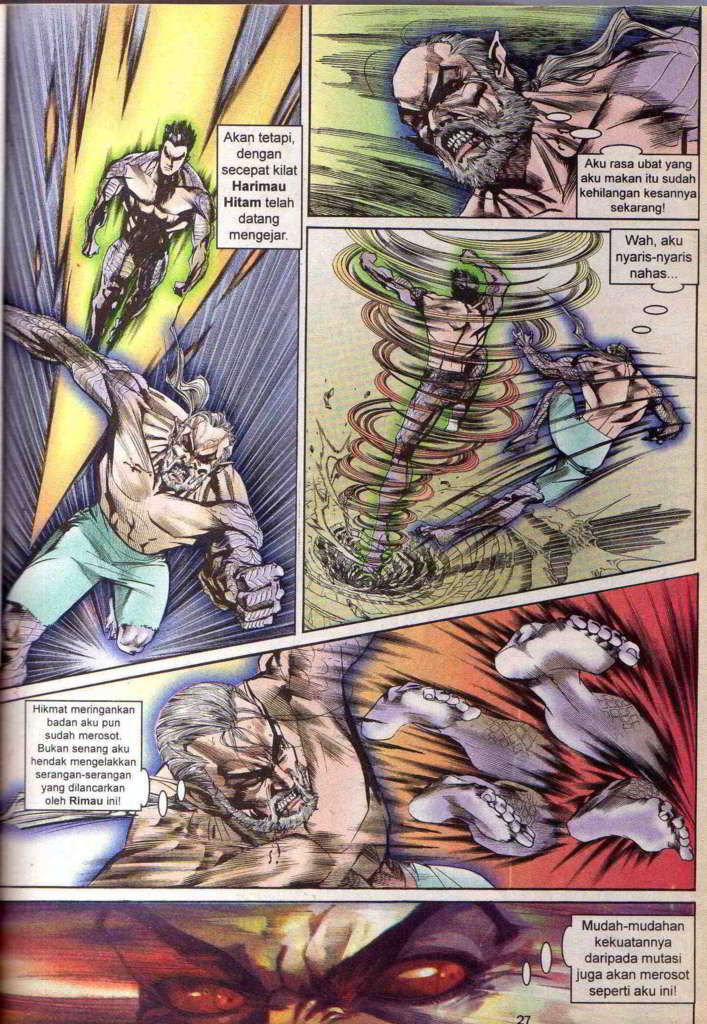 Akan tetapi,
dengan
secepat kilat
Harimau
Hitam telah
datang
mengejar.
Aku rasa ubat yang
aku makan itu sudah
kehilangan kesannya
sekarang!
Wah, aku
nyaris-nyaris
nahas...
Hikmat meringankan
badan aku pun
sudah merosot.
Bukan senang aku
hendak mengelakkan
serangan-serangan
yang dilancarkan
oleh Rimau ini!
Mudah-mudahan
kekuatannya
daripada mutasi
juga akan merosot
seperti aku ini!
27